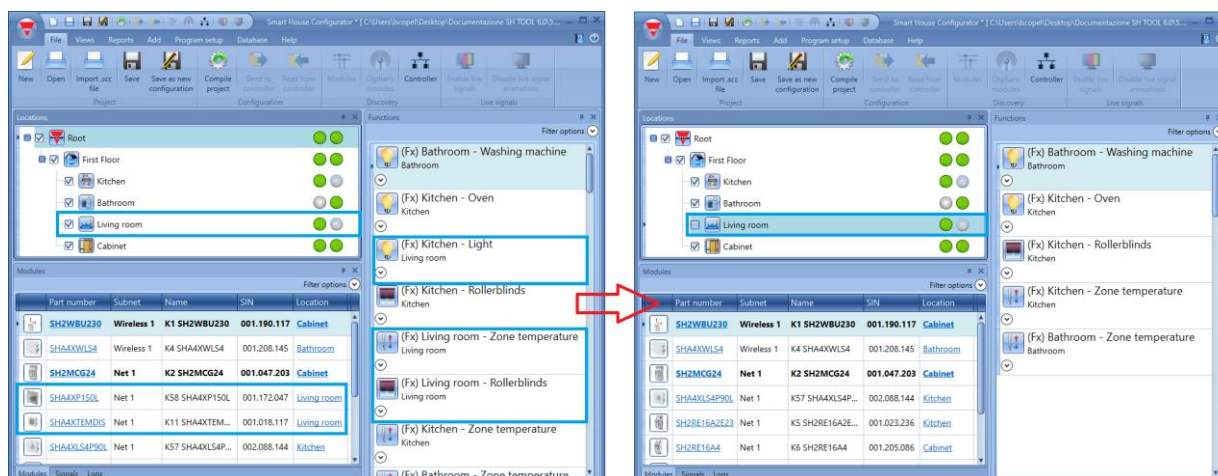 Smart House Configurator * [ C:\Users\lscopel\Desktop\Documentazione SH TOOL 6.0\5...
File Views Reports Add Program setup Database Help
New Open Import .scc file Save Save as new configuration Compile project Send to controller Read from controller Modules Orphans modules Controller Enable live signals Disable live signal animations
Project Configuration Discovery Live signals
Locations
Root
First Floor
Kitchen
Bathroom
Living room
Cabinet
Functions
Filter options
(Fx) Bathroom - Washing machine
Bathroom
(Fx) Kitchen - Oven
Kitchen
(Fx) Kitchen - Light
Living room
(Fx) Kitchen - Rollerblinds
Kitchen
(Fx) Living room - Zone temperature
Living room
(Fx) Living room - Rollerblinds
Living room
(Fx) Kitchen - Zone temperature
Kitchen
(Fx) Bathroom - Zone temperature
Modules
Filter options
Part number Subnet Name SIN Location
SH2WBU230 Wireless 1 K1 SH2WBU230 001.190.117 Cabinet
SHA4XWLS4 Wireless 1 K4 SHA4XWLS4 001.208.145 Bathroom
SH2MCG24 Net 1 K2 SH2MCG24 001.047.203 Cabinet
SHA4XP150L Net 1 K58 SHA4XP150L 001.172.047 Living room
SHA4XTEMDIS Net 1 K11 SHA4XTEM... 001.018.117 Living room
SHA4XLS4P90L Net 1 K57 SHA4XLS4P... 002.088.144 Kitchen
Modules Signals Logs
Smart House Configurator * [ C:\Users\lscopel\Desktop\Documentazione SH TOOL 6.0\5...
File Views Reports Add Program setup Database Help
New Open Import .scc file Save Save as new configuration Compile project Send to controller Read from controller Modules Orphans modules Controller Enable live signals Disable live signal animations
Project Configuration Discovery Live signals
Locations
Root
First Floor
Kitchen
Bathroom
Living room
Cabinet
Functions
Filter options
(Fx) Bathroom - Washing machine
Bathroom
(Fx) Kitchen - Oven
Kitchen
(Fx) Kitchen - Rollerblinds
Kitchen
(Fx) Kitchen - Zone temperature
Kitchen
(Fx) Bathroom - Zone temperature
Bathroom
Modules
Filter options
Part number Subnet Name SIN Location
SH2WBU230 Wireless 1 K1 SH2WBU230 001.190.117 Cabinet
SHA4XWLS4 Wireless 1 K4 SHA4XWLS4 001.208.145 Bathroom
SH2MCG24 Net 1 K2 SH2MCG24 001.047.203 Cabinet
SHA4XLS4P90L Net 1 K57 SHA4XLS4P... 002.088.144 Kitchen
SH2RE16A2E23 Net 1 K5 SH2RE16A2E... 001.023.236 Kitchen
SH2RE16A4 Net 1 K6 SH2RE16A4 001.205.086 Cabinet
Modules Signals Logs